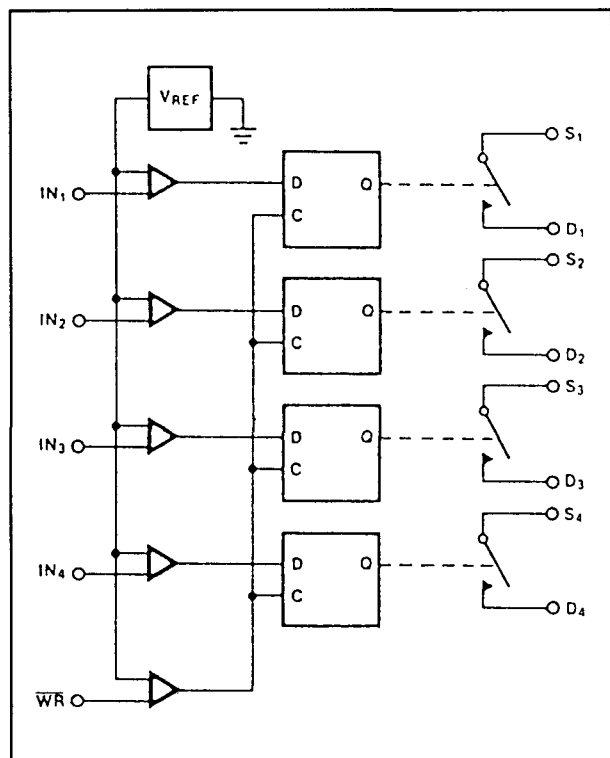 VREF
S1
IN1
D
Q
C
D1
S2
IN2
D
Q
C
D2
S3
IN3
D
Q
C
D3
S4
IN4
D
Q
C
D4
WR